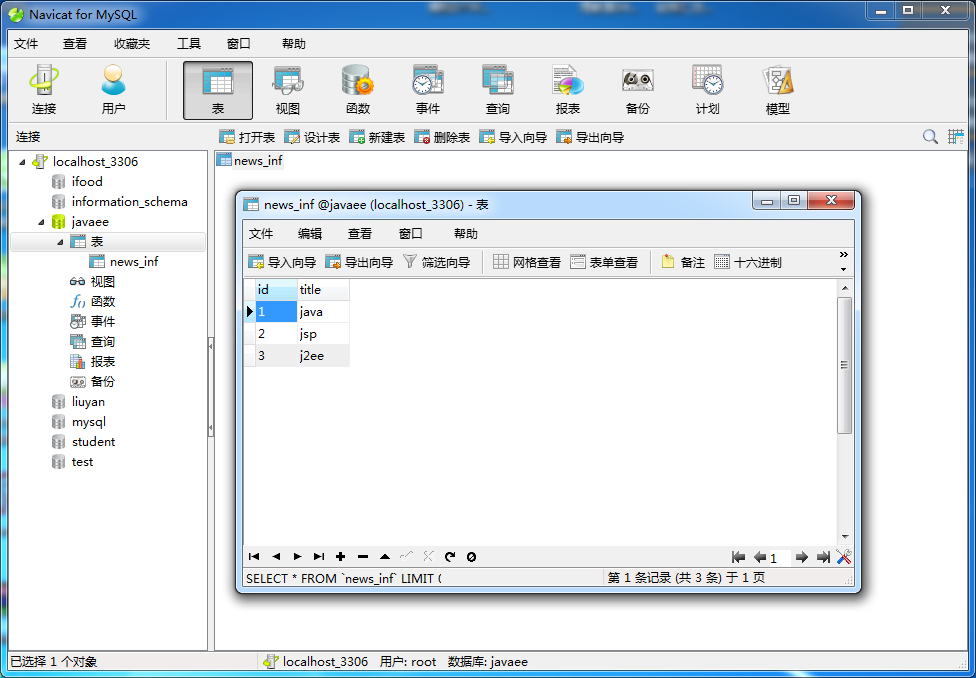 Navicat for MySQL
文件 查看 收藏夹 工具 窗口 帮助
连接 用户 表 视图 函数 事件 查询 报表 备份 计划 模型
连接 打开表 设计表 新建表 删除表 导入向导 导出向导
localhost_3306
ifood
information_schema
javaee
表
news_inf
视图
函数
事件
查询
报表
备份
liuyan
mysql
student
test
news_inf
news_inf @javaee (localhost_3306) - 表
文件 编辑 查看 窗口 帮助
导入向导 导出向导 筛选向导 网格查看 表单查看 备注 十六进制
id title
1 java
2 jsp
3 j2ee
1
SELECT * FROM `news_inf` LIMIT 第 1 条记录 (共 3 条) 于 1 页
已选择 1 个对象 localhost_3306 用户: root 数据库: javaee